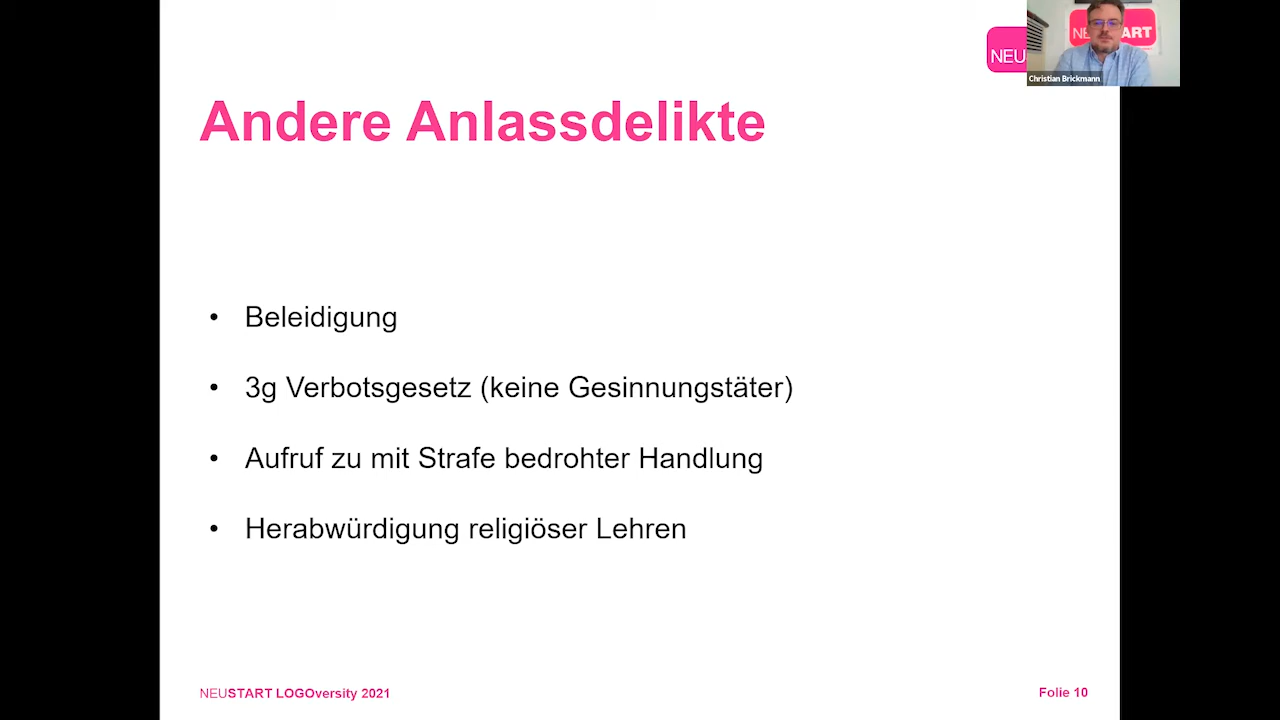 NEU
NEUSTART
Christian Brickmann
Andere Anlassdelikte
• Beleidigung
• 3g Verbotsgesetz (keine Gesinnungstäter)
• Aufruf zu mit Strafe bedrohter Handlung
• Herabwürdigung religiöser Lehren
NEUSTART LOGOversity 2021
Folie 10